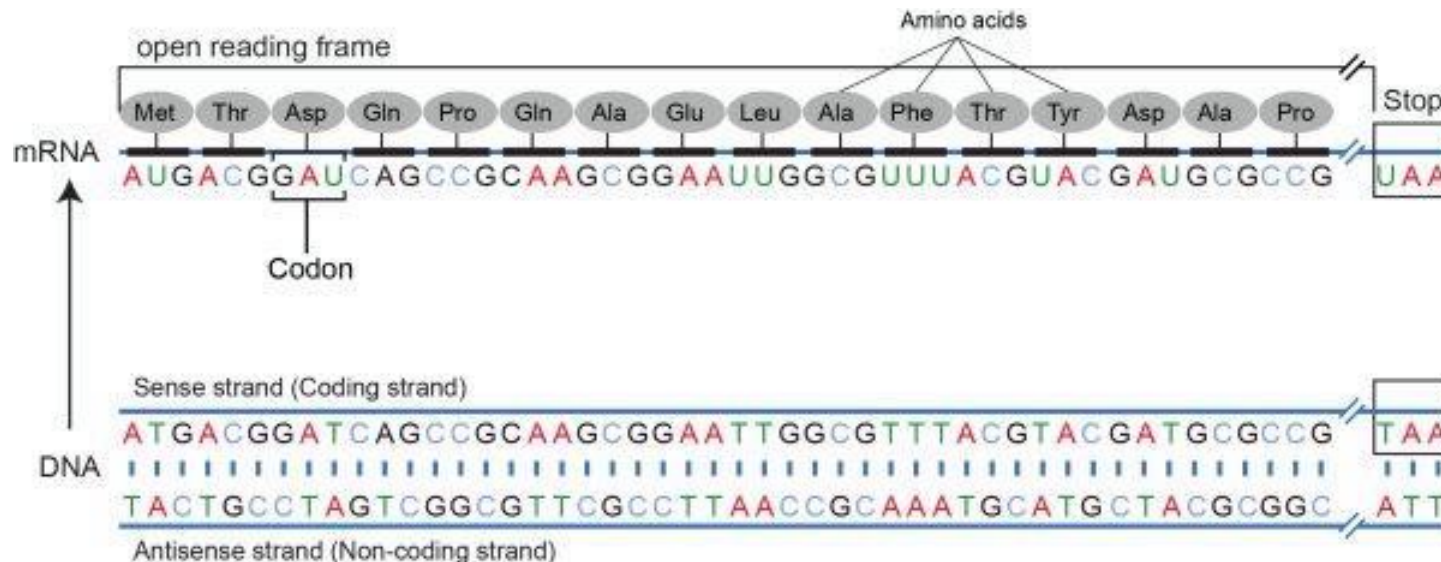 Amino acids
open reading frame
Met Thr Asp Gln Pro Gln Ala Glu Leu Ala Phe Thr Tyr Asp Ala Pro Stop
mRNA
AUGACGGAUCAGCCGCAAGCGGAAUUGGCGUUUACGUACGAUGCGCCG UAA
Codon
Sense strand (Coding strand)
ATGACGGATCAGCCGCAAGCGGAATTGGCGTTTACGTACGATGCGCCG TAA
DNA
TACTGCCTAGTCGGCGTTCGCCTTAACCGCAAATGCATGCTACGCGGC ATT
Antisense strand (Non-coding strand)